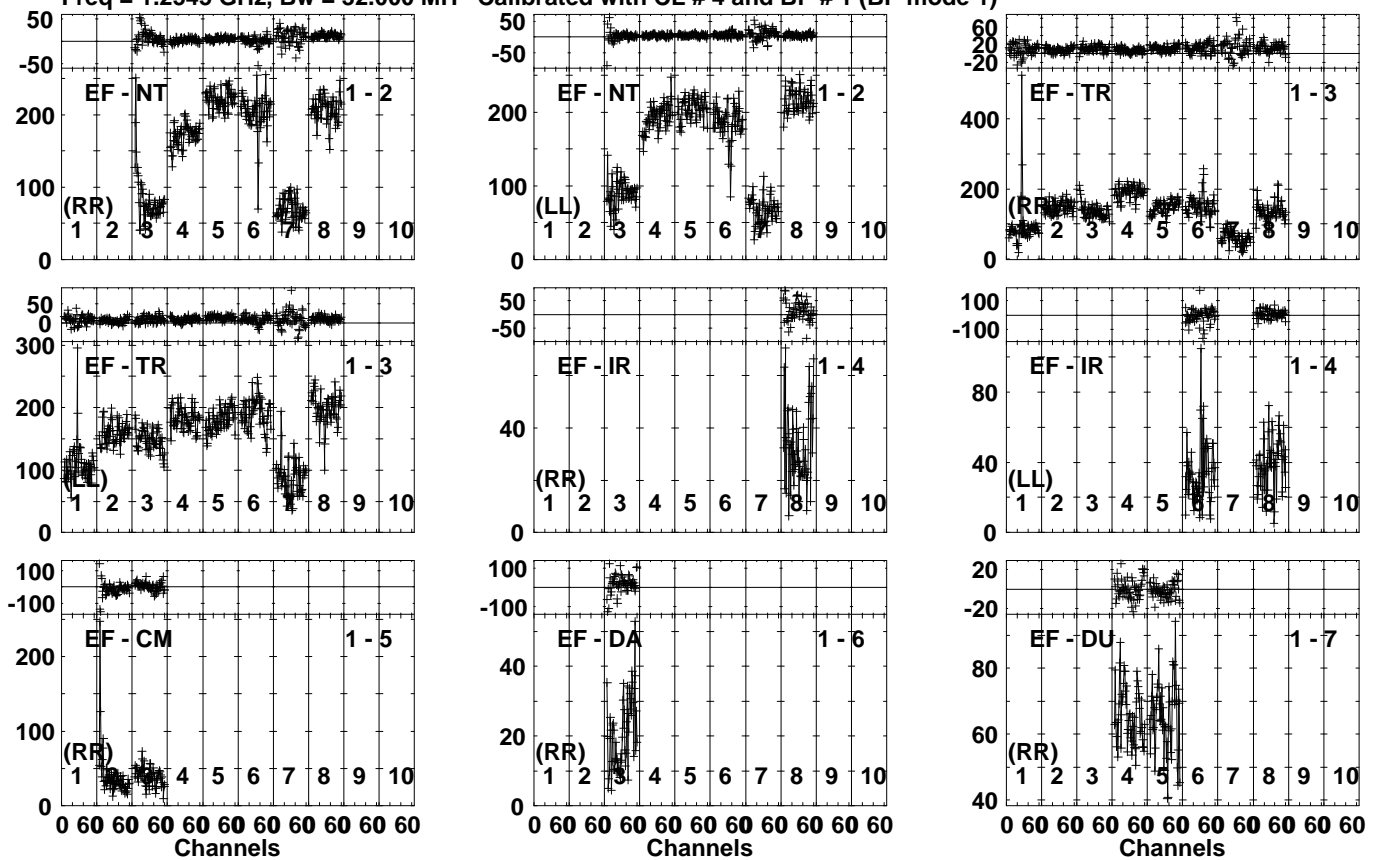 Calibrated with CL # 4 and BP # 1 (BP mode 1)
50
-50
EF - NT 1 - 2
200
100
0
(RR)
1 2 3 4 5 6 7 8 9 10
50
-50
EF - NT 1 - 2
200
100
0
(LL)
1 2 3 4 5 6 7 8 9 10
60
20
-20
EF - TR 1 - 3
400
200
0
(RR)
1 2 3 4 5 6 7 8 9 10
50
0
300
EF - TR 1 - 3
200
100
0
(LL)
1 2 3 4 5 6 7 8 9 10
50
-50
EF - IR 1 - 4
40
0
(RR)
1 2 3 4 5 6 7 8 9 10
100
-100
EF - IR 1 - 4
80
40
0
(LL)
1 2 3 4 5 6 7 8 9 10
100
-100
EF - CM 1 - 5
200
100
0
(RR)
1 2 3 4 5 6 7 8 9 10
0 60 60 60 60 60 60 60 60 60 60
Channels
100
-100
EF - DA 1 - 6
40
20
0
(RR)
1 2 3 4 5 6 7 8 9 10
0 60 60 60 60 60 60 60 60 60 60
Channels
20
-20
EF - DU 1 - 7
80
60
40
(RR)
1 2 3 4 5 6 7 8 9 10
0 60 60 60 60 60 60 60 60 60 60
Channels